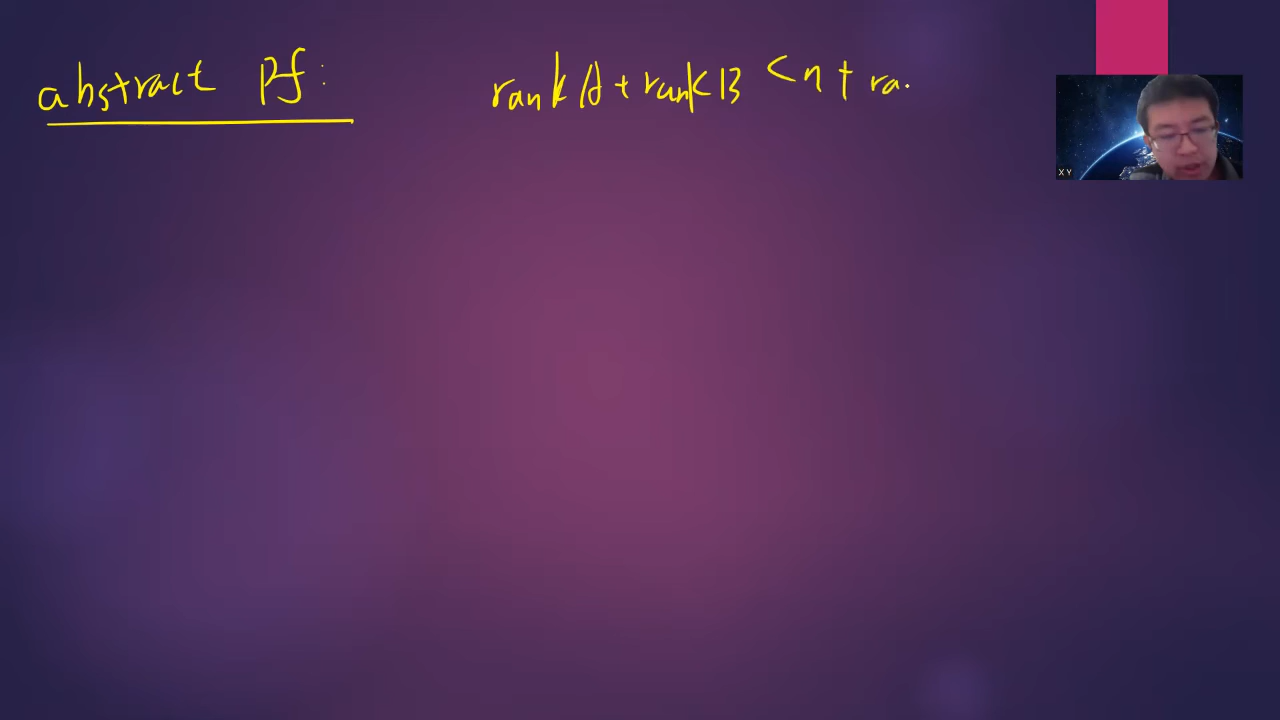 abstract Pf:
rank A + rank B < n + ra
X Y